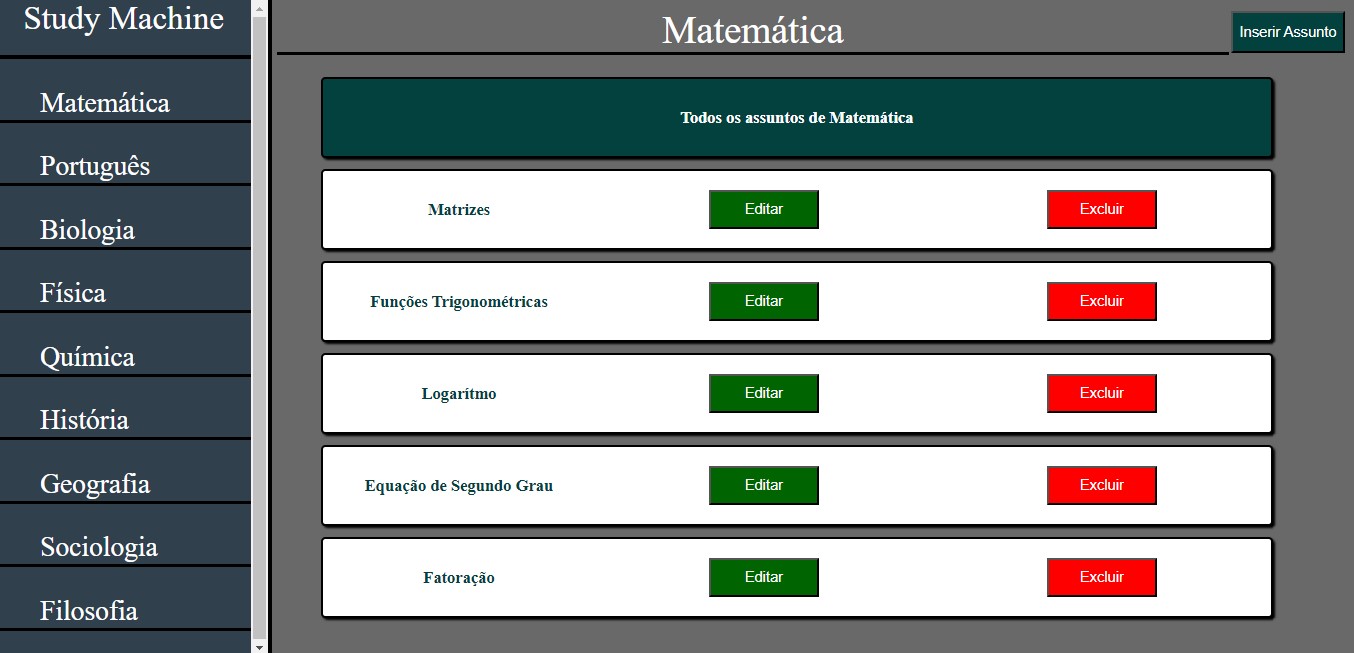 Study Machine
Matemática
Português
Biologia
Física
Química
História
Geografia
Sociologia
Filosofia
Matemática
Inserir Assunto
Todos os assuntos de Matemática
Matrizes Editar Excluir
Funções Trigonométricas Editar Excluir
Logarítmo Editar Excluir
Equação de Segundo Grau Editar Excluir
Fatoração Editar Excluir